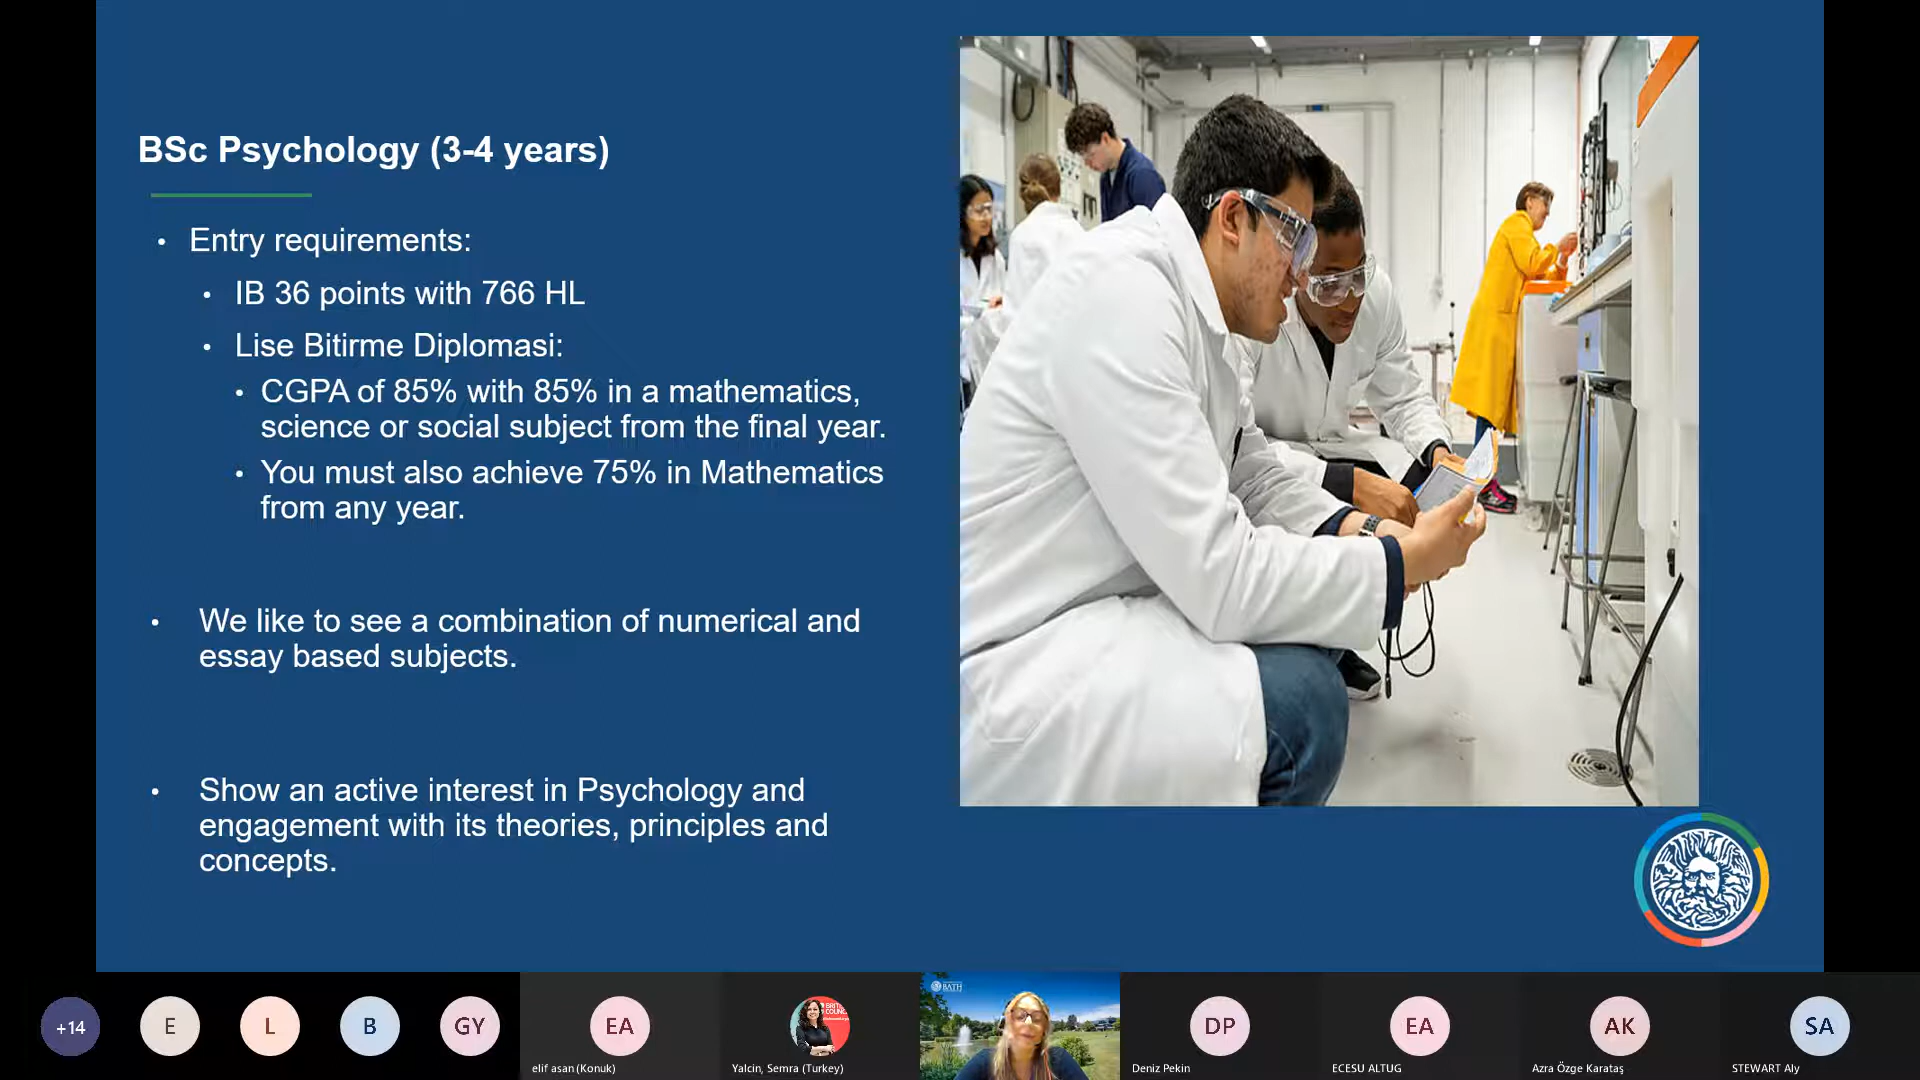 BSc Psychology (3-4 years)
• Entry requirements:
• IB 36 points with 766 HL
• Lise Bitirme Diplomasi:
• CGPA of 85% with 85% in a mathematics,
science or social subject from the final year.
• You must also achieve 75% in Mathematics
from any year.
• We like to see a combination of numerical and
essay based subjects.
• Show an active interest in Psychology and
engagement with its theories, principles and
concepts.
+14
E
L
B
GY
EA
elif asan (Konuk)
Yalcin, Semra (Turkey)
BATH
DP
Deniz Pekin
EA
ECESU ALTUG
AK
Azra Özge Karataş
SA
STEWART Aly